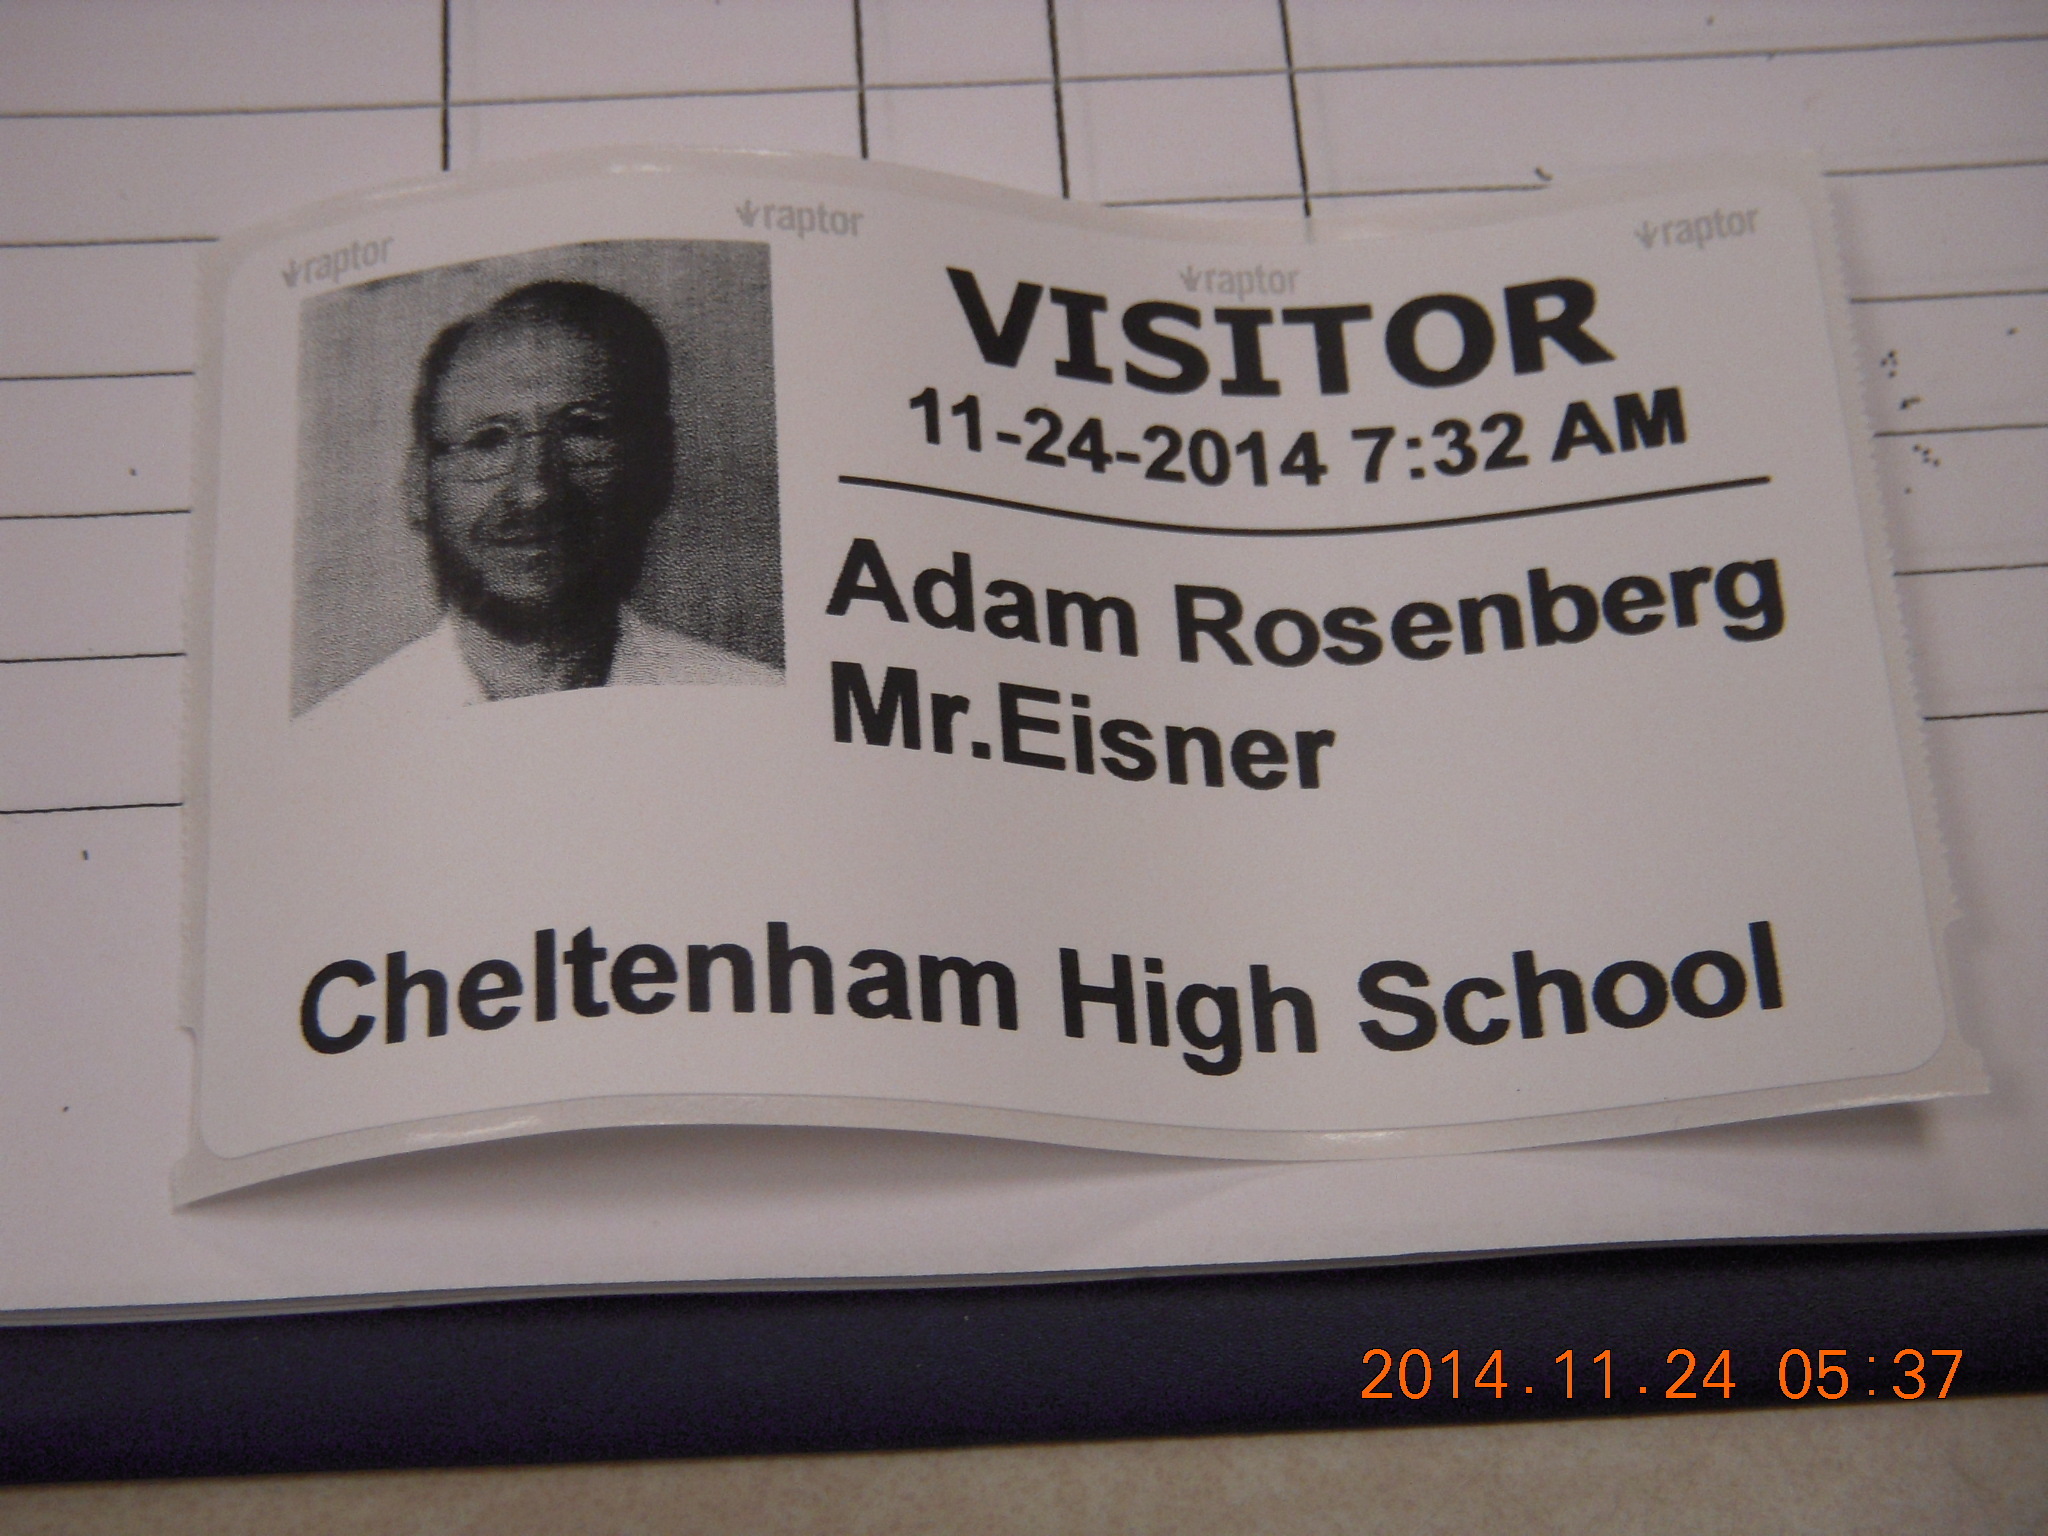 raptor
raptor
raptor
raptor
VISITOR
11-24-2014 7:32 AM
Adam Rosenberg
Mr.Eisner
Cheltenham High School
2014.11.24 05:37